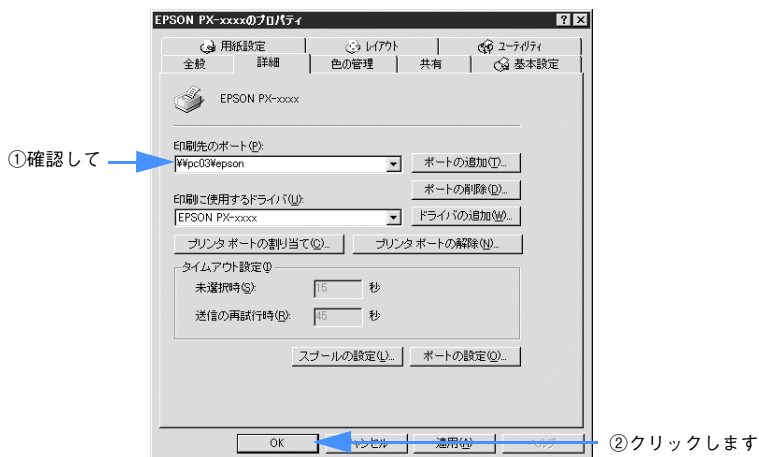 EPSON PX-xxxxのプロパティ
用紙設定 レイアウト ユーティリティ
全般 詳細 色の管理 共有 基本設定
EPSON PX-xxxx
印刷先のポート(P):
①確認して ¥¥pc03¥epson ポートの追加(T)...
ポートの削除(D)...
印刷に使用するドライバ(U):
EPSON PX-xxxx ドライバの追加(W)...
プリンタ ポートの割り当て(C)... プリンタ ポートの解除(N)...
タイムアウト設定(I)
未選択時(S): 15 秒
送信の再試行時(R): 45 秒
スプールの設定(L)... ポートの設定(O)...
OK キャンセル 適用(A) ヘルプ ②クリックします